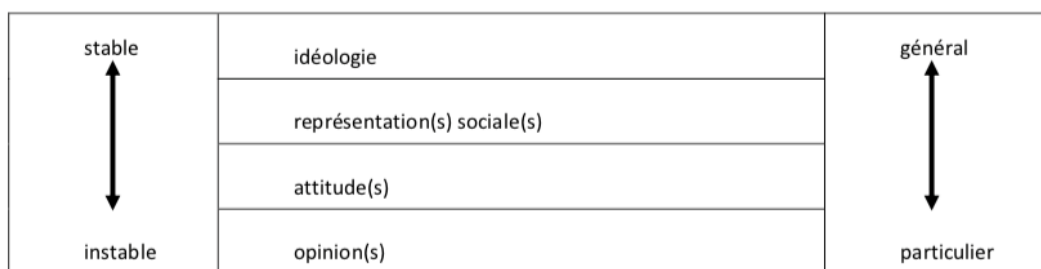 stable
idéologie
général
représentation(s) sociale(s)
attitude(s)
instable
opinion(s)
particulier